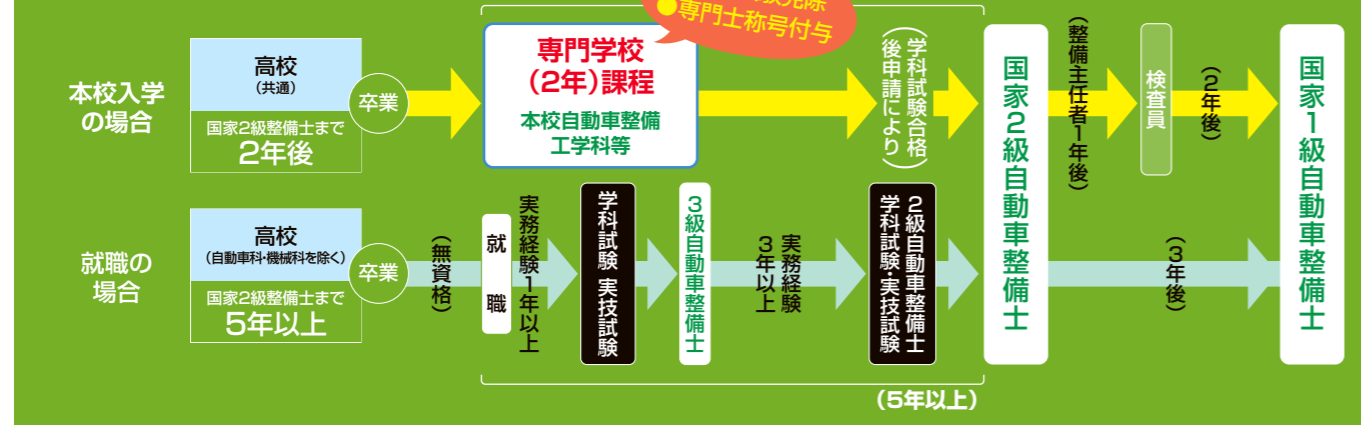 ●専門士称号付与
本校入学
の場合
高校
(共通)
国家2級整備士まで
2年後
卒業
専門学校
(2年)課程
本校自動車整備
工学科等
(学科試験合格
後申請により)
国家2級自動車整備士
(整備主任者1年後)
検査員
(2年後)
国家1級自動車整備士
就職の
場合
高校
(自動車科・機械科を除く)
国家2級整備士まで
5年以上
卒業
(無資格)
就職
実務経験1年以上
学科試験 実技試験
3級自動車整備士
実務経験
3年以上
2級自動車整備士
学科試験・実技試験
(3年後)
(5年以上)